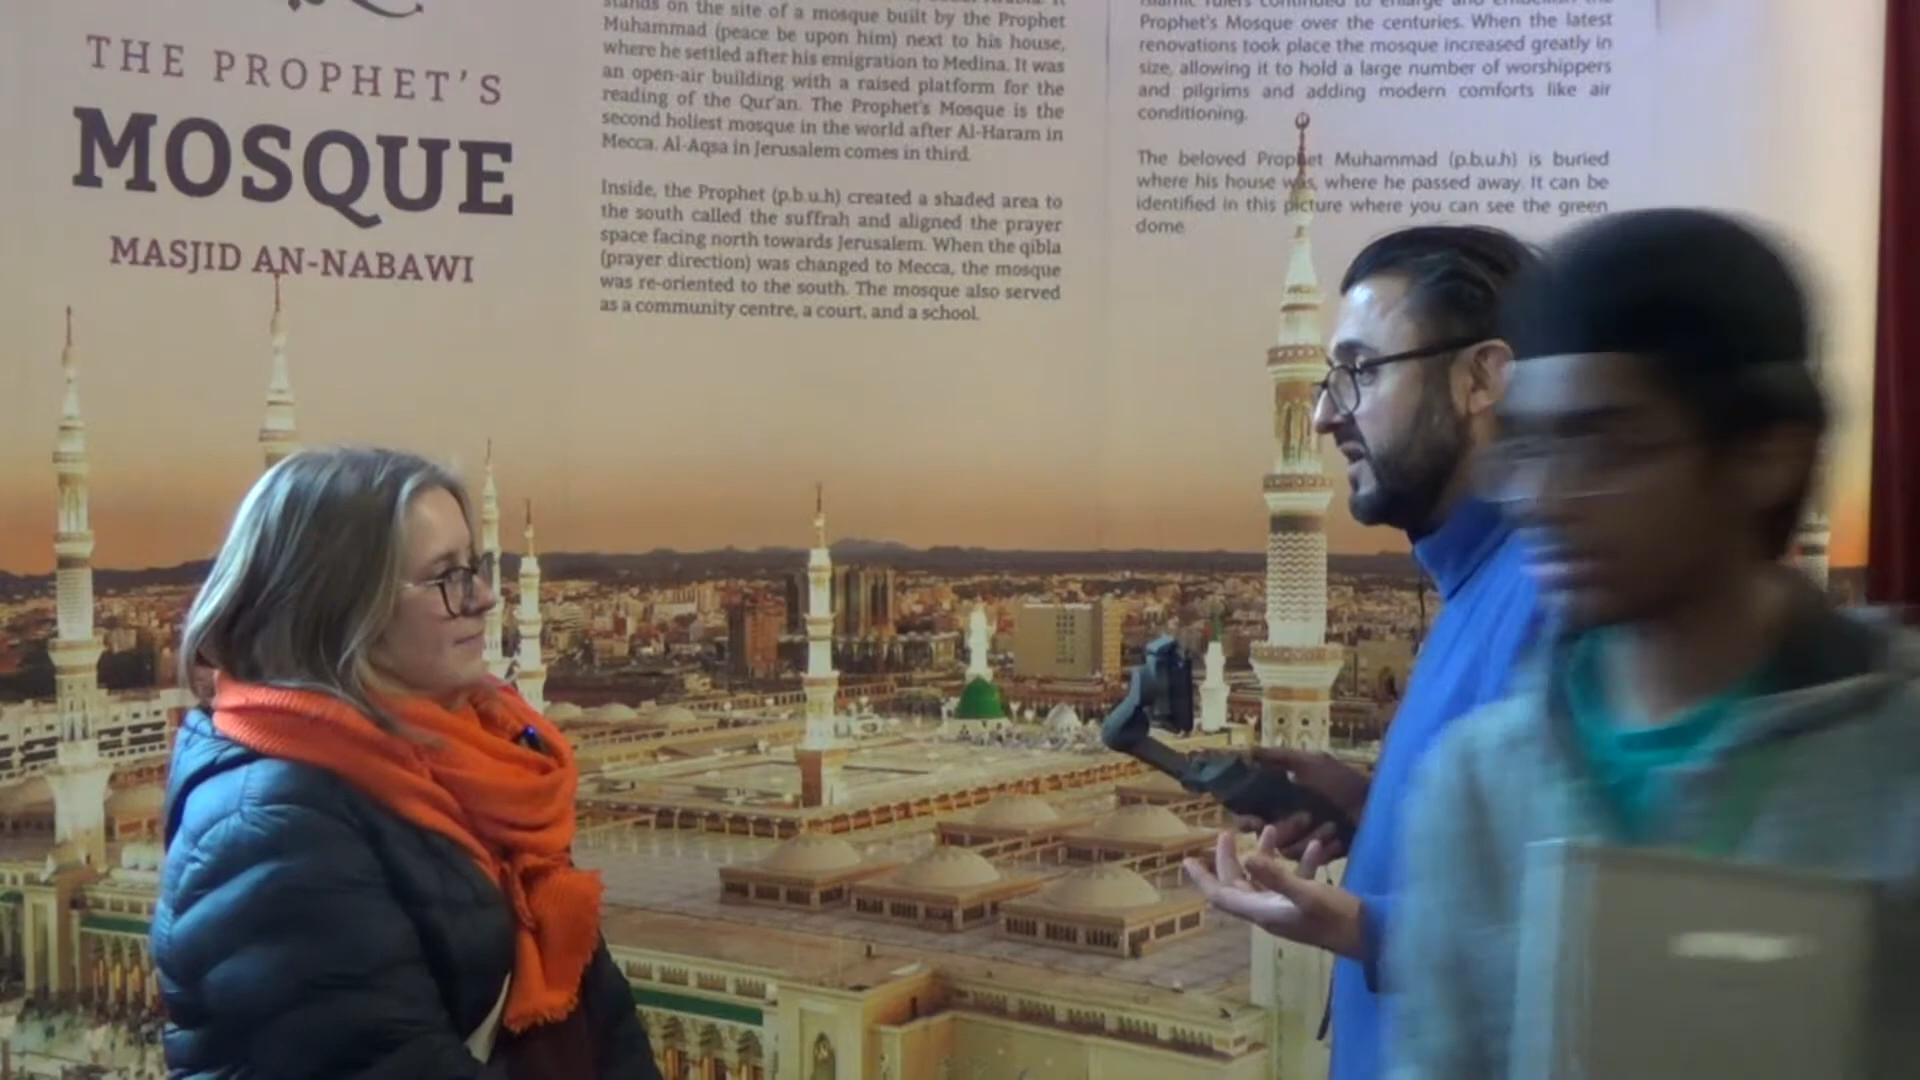 THE PROPHET'S
MOSQUE
MASJID AN-NABAWI
stands on the site of a mosque built by the Prophet
Muhammad (peace be upon him) next to his house,
where he settled after his emigration to Medina. It was
an open-air building with a raised platform for the
reading of the Qur'an. The Prophet's Mosque is the
second holiest mosque in the world after Al-Haram in
Mecca. Al-Aqsa in Jerusalem comes in third.
Inside, the Prophet (p.b.u.h) created a shaded area to
the south called the suffrah and aligned the prayer
space facing north towards Jerusalem. When the qibla
(prayer direction) was changed to Mecca, the mosque
was re-oriented to the south. The mosque also served
as a community centre, a court, and a school.
Islamic rulers continued to enlarge and embellish the
Prophet's Mosque over the centuries. When the latest
renovations took place the mosque increased greatly in
size, allowing it to hold a large number of worshippers
and pilgrims and adding modern comforts like air
conditioning.
The beloved Prophet Muhammad (p.b.u.h) is buried
where his house was, where he passed away. It can be
identified in this picture where you can see the green
dome